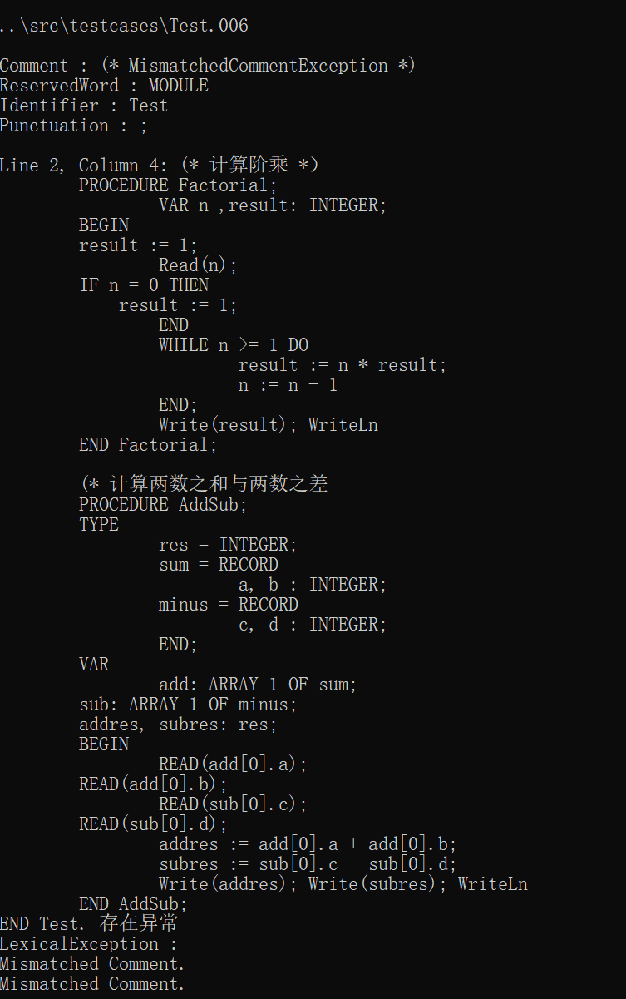 ..\src\testcases\Test.006
Comment : (* MismatchedCommentException *)
ReservedWord : MODULE
Identifier : Test
Punctuation : ;
Line 2, Column 4: (* 计算阶乘 *）
PROCEDURE Factorial;
VAR n ,result: INTEGER;
BEGIN
result := 1;
Read(n);
IF n = 0 THEN
result := 1;
END
WHILE n >= 1 DO
result := n * result;
n := n - 1
END;
Write(result); WriteLn
END Factorial;
(* 计算两数之和与两数之差
PROCEDURE AddSub;
TYPE
res = INTEGER;
sum = RECORD
a, b : INTEGER;
minus = RECORD
c, d : INTEGER;
END;
VAR
add: ARRAY 1 OF sum;
sub: ARRAY 1 OF minus;
addres, subres: res;
BEGIN
READ(add[0].a);
READ(add[0].b);
READ(sub[0].c);
READ(sub[0].d);
addres := add[0].a + add[0].b;
subres := sub[0].c - sub[0].d;
Write(addres); Write(subres); WriteLn
END AddSub;
END Test. 存在异常
LexicalException :
Mismatched Comment.
Mismatched Comment.